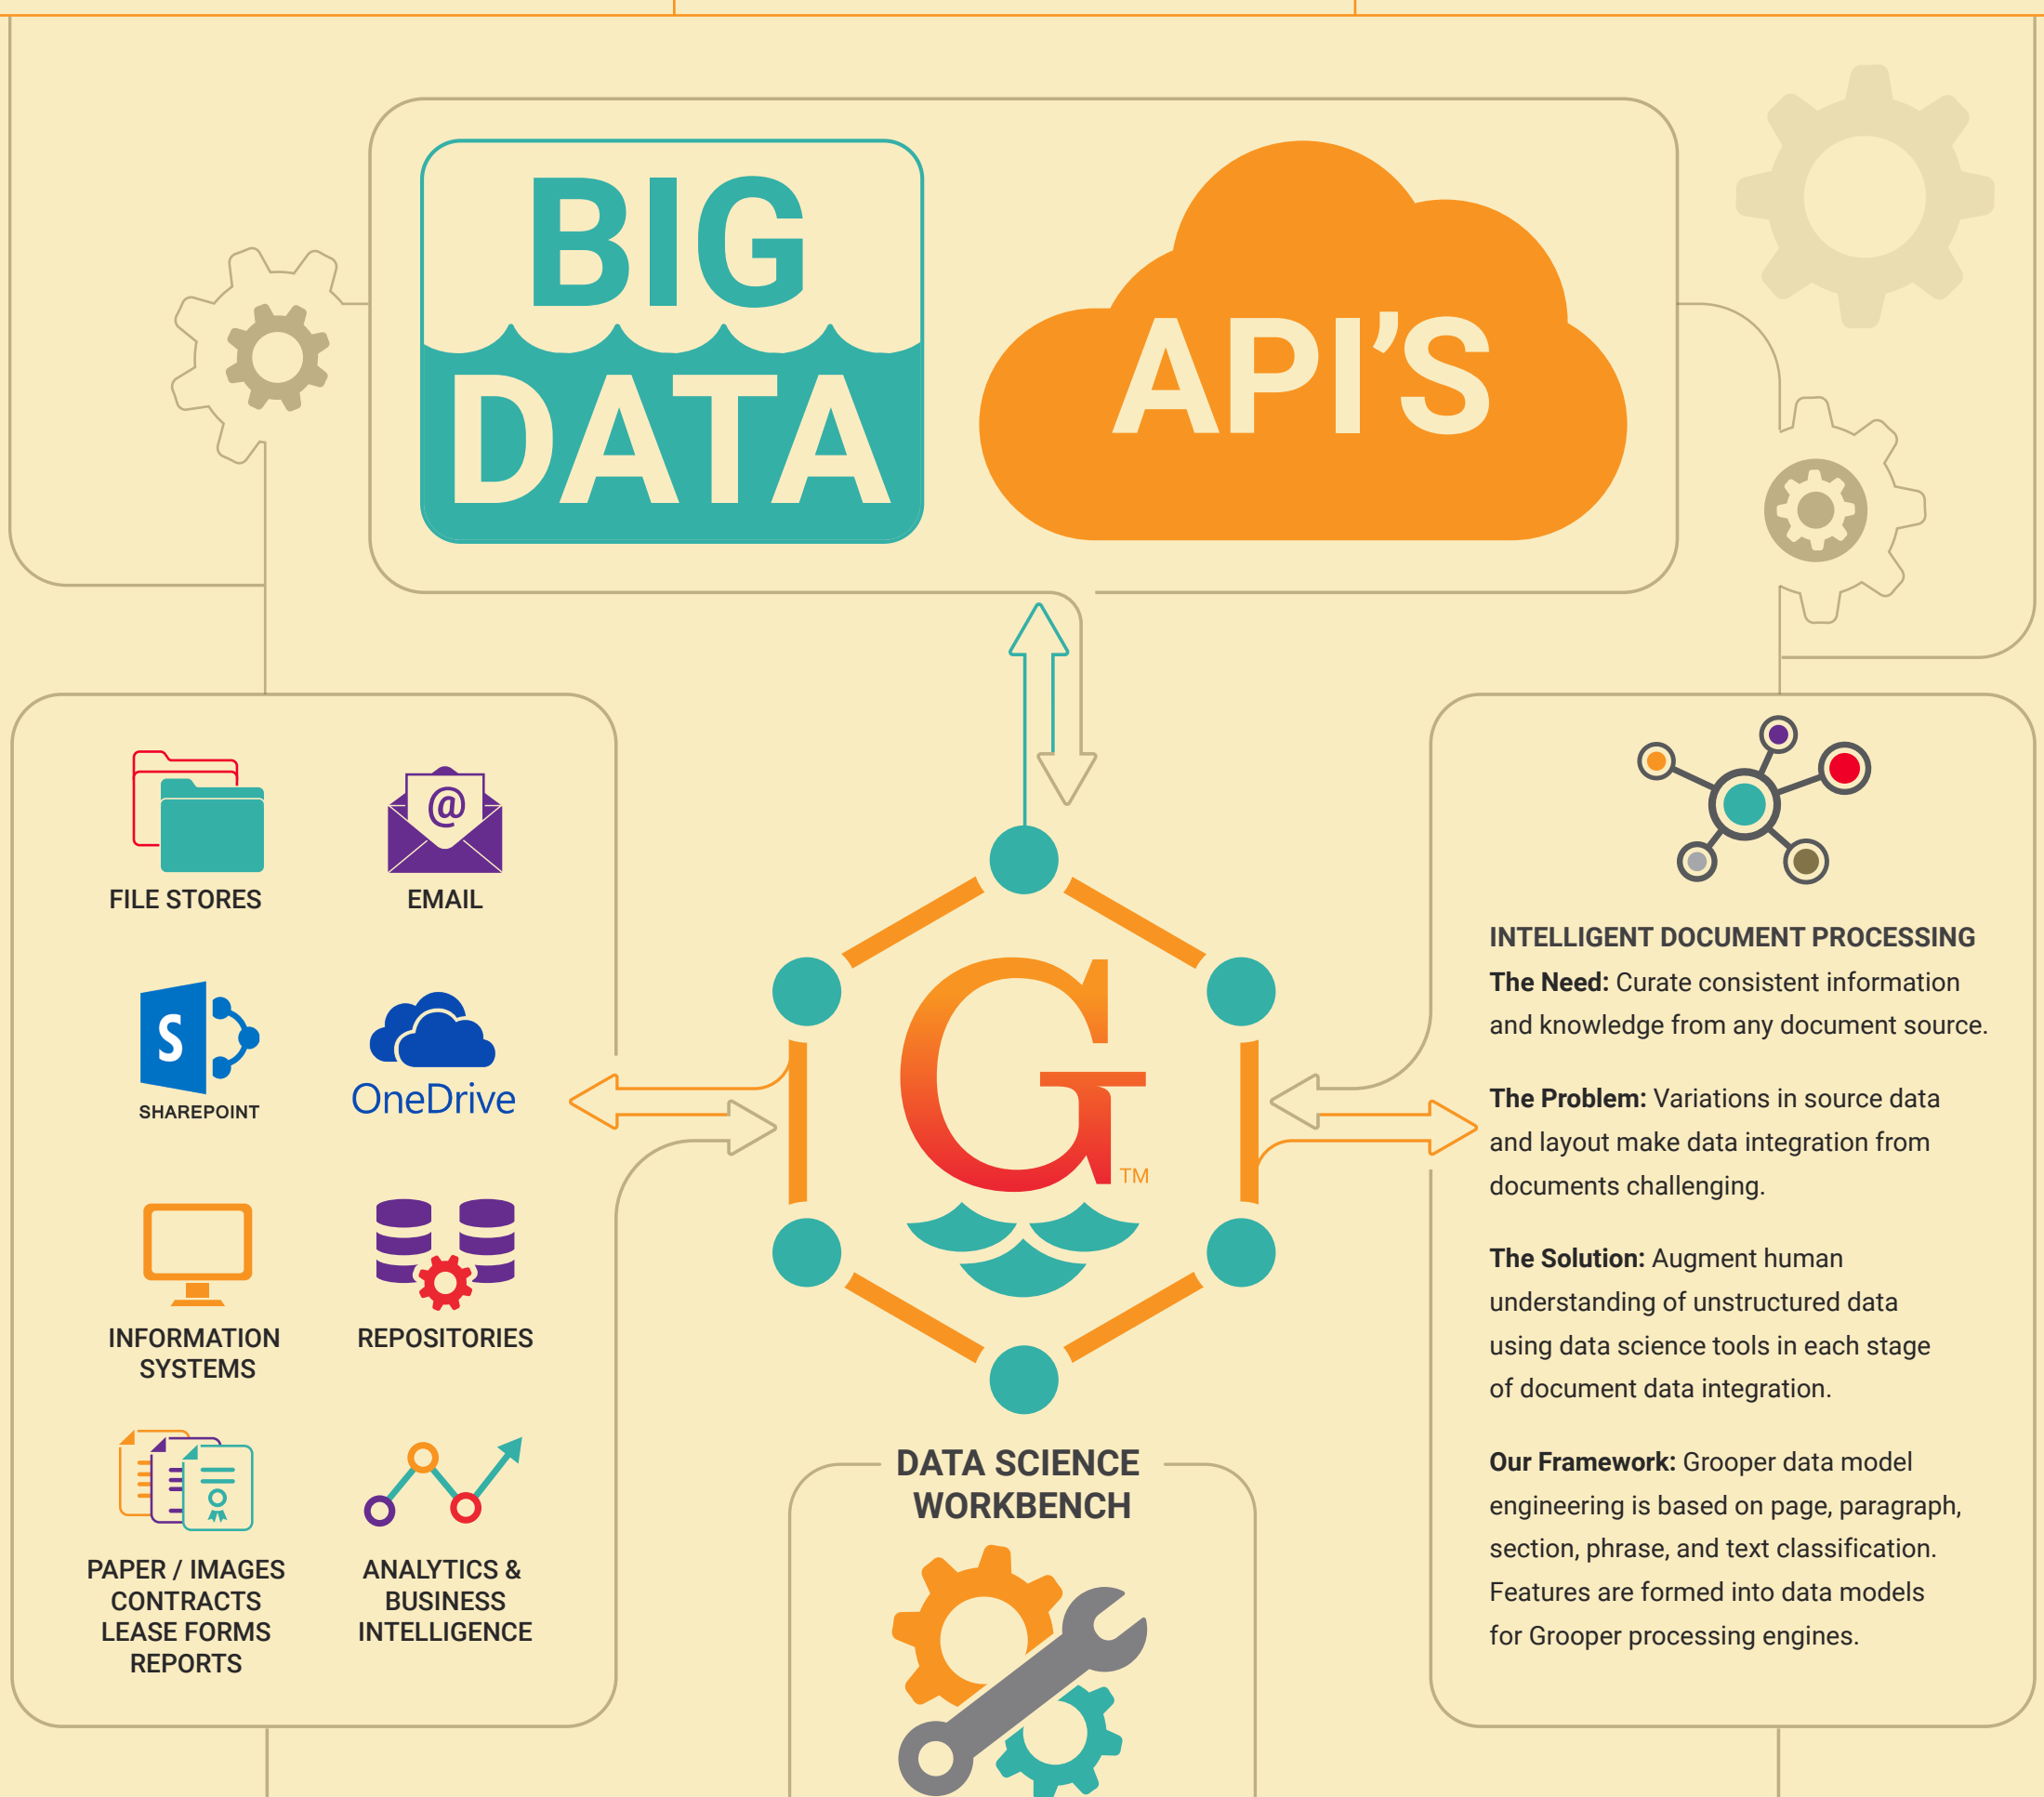 BIG
DATA
API’S
FILE STORES
EMAIL
@
S
SHAREPOINT
OneDrive
INFORMATION
SYSTEMS
REPOSITORIES
PAPER / IMAGES
CONTRACTS
LEASE FORMS
REPORTS
ANALYTICS &
BUSINESS
INTELLIGENCE
G
TM
DATA SCIENCE
WORKBENCH
INTELLIGENT DOCUMENT PROCESSING
The Need: Curate consistent information
and knowledge from any document source.
The Problem: Variations in source data
and layout make data integration from
documents challenging.
The Solution: Augment human
understanding of unstructured data
using data science tools in each stage
of document data integration.
Our Framework: Grooper data model
engineering is based on page, paragraph,
section, phrase, and text classification.
Features are formed into data models
for Grooper processing engines.